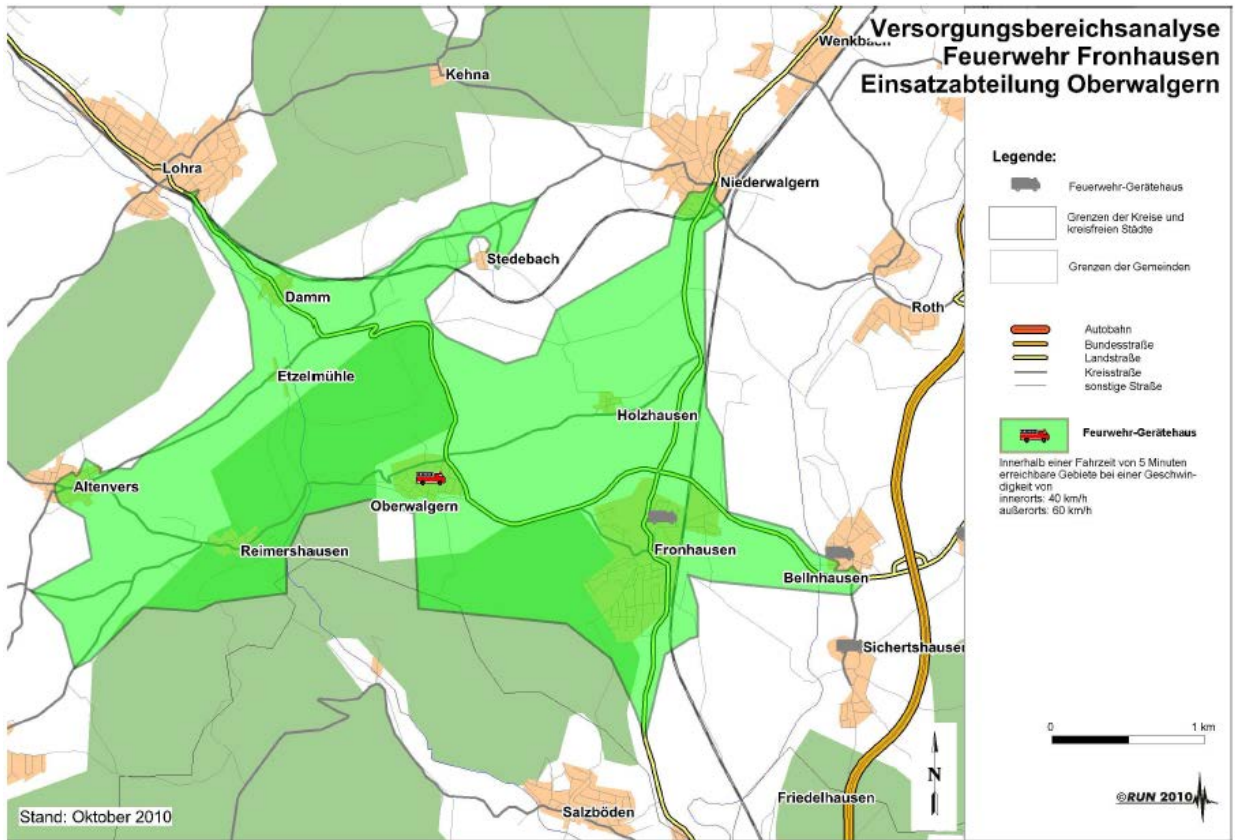 Versorgungsbereichsanalyse
Feuerwehr Fronhausen
Einsatzabteilung Oberwalgern
Wenkbach
Kehna
Lohra
Niederwalgern
Stedebach
Damm
Roth
Etzelmühle
Holzhausen
Altenvers
Oberwalgern
Reimershausen
Fronhausen
Bellnhausen
Sichertshausen
Friedelhausen
Salzböden
Stand: Oktober 2010
N
Legende:
Feuerwehr-Gerätehaus
Grenzen der Kreise und
kreisfreien Städte
Grenzen der Gemeinden
Autobahn
Bundesstraße
Landstraße
Kreisstraße
sonstige Straße
Feurwehr-Gerätehaus
Innerhalb einer Fahrzeit von 5 Minuten
erreichbare Gebiete bei einer Geschwin-
digkeit von
innerorts: 40 km/h
außerorts: 60 km/h
0 1 km
©RUN 2010